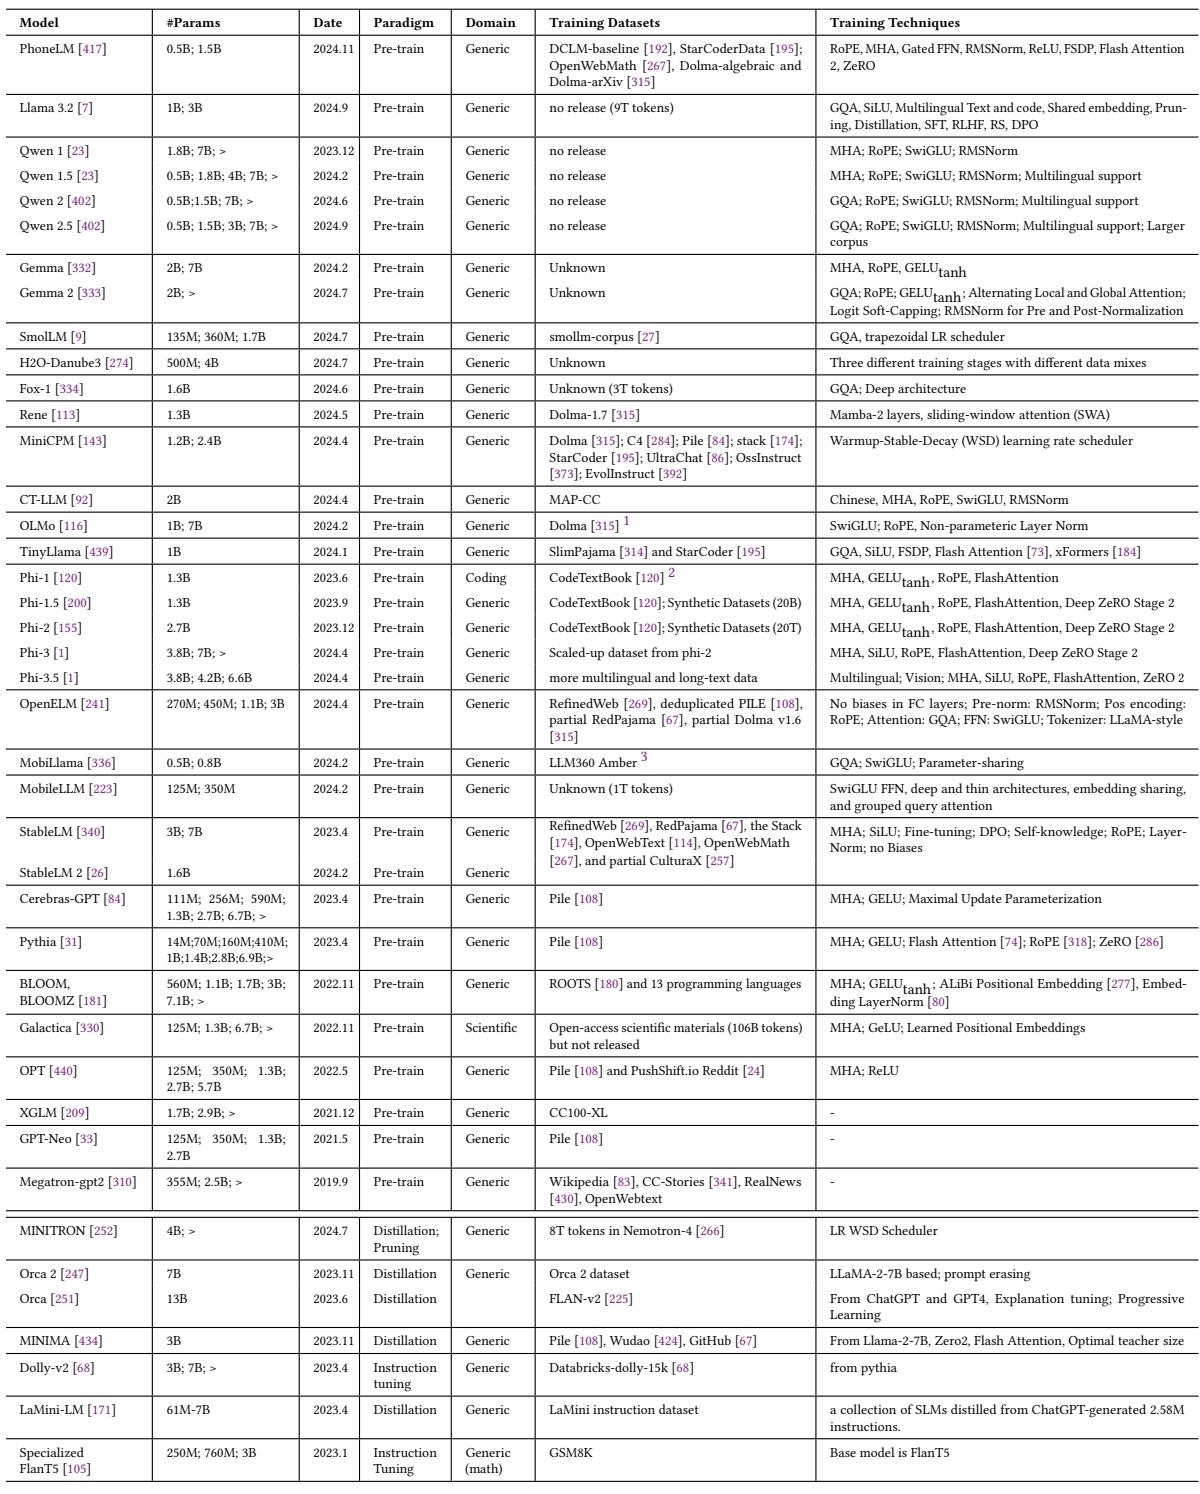 Model #Params Date Paradigm Domain Training Datasets Training Techniques
PhoneLM [417] 0.5B; 1.5B 2024.11 Pre-train Generic DCLM-baseline [192], StarCoderData [195]; RoPE, MHA, Gated FFN, RMSNorm, ReLU, FSDP, Flash Attention
OpenWebMath [267], Dolma-algebraic and 2, ZeRO
Dolma-arXiv [315]
Llama 3.2 [7] 1B; 3B 2024.9 Pre-train Generic no release (9T tokens) GQA, SiLU, Multilingual Text and code, Shared embedding, Prun-
ing, Distillation, SFT, RLHF, RS, DPO
Qwen 1 [23] 1.8B; 7B; > 2023.12 Pre-train Generic no release MHA; RoPE; SwiGLU; RMSNorm
Qwen 1.5 [23] 0.5B; 1.8B; 4B; 7B; > 2024.2 Pre-train Generic no release MHA; RoPE; SwiGLU; RMSNorm; Multilingual support
Qwen 2 [402] 0.5B;1.5B; 7B; > 2024.6 Pre-train Generic no release GQA; RoPE; SwiGLU; RMSNorm; Multilingual support
Qwen 2.5 [402] 0.5B; 1.5B; 3B; 7B; > 2024.9 Pre-train Generic no release GQA; RoPE; SwiGLU; RMSNorm; Multilingual support; Larger
corpus
Gemma [332] 2B; 7B 2024.2 Pre-train Generic Unknown MHA, RoPE, GELUtanh
Gemma 2 [333] 2B; > 2024.7 Pre-train Generic Unknown GQA; RoPE; GELUtanh; Alternating Local and Global Attention;
Logit Soft-Capping; RMSNorm for Pre and Post-Normalization
SmolLM [9] 135M; 360M; 1.7B 2024.7 Pre-train Generic smollm-corpus [27] GQA, trapezoidal LR scheduler
H2O-Danube3 [274] 500M; 4B 2024.7 Pre-train Generic Unknown Three different training stages with different data mixes
Fox-1 [334] 1.6B 2024.6 Pre-train Generic Unknown (3T tokens) GQA; Deep architecture
Rene [113] 1.3B 2024.5 Pre-train Generic Dolma-1.7 [315] Mamba-2 layers, sliding-window attention (SWA)
MiniCPM [143] 1.2B; 2.4B 2024.4 Pre-train Generic Dolma [315]; C4 [284]; Pile [84]; stack [174]; Warmup-Stable-Decay (WSD) learning rate scheduler
StarCoder [195]; UltraChat [86]; OssInstruct
[373]; EvolInstruct [392]
CT-LLM [92] 2B 2024.4 Pre-train Generic MAP-CC Chinese, MHA, RoPE, SwiGLU, RMSNorm
OLMo [116] 1B; 7B 2024.2 Pre-train Generic Dolma [315] 1 SwiGLU; RoPE, Non-parameteric Layer Norm
TinyLlama [439] 1B 2024.1 Pre-train Generic SlimPajama [314] and StarCoder [195] GQA, SiLU, FSDP, Flash Attention [73], xFormers [184]
Phi-1 [120] 1.3B 2023.6 Pre-train Coding CodeTextBook [120] 2 MHA, GELUtanh, RoPE, FlashAttention
Phi-1.5 [200] 1.3B 2023.9 Pre-train Generic CodeTextBook [120]; Synthetic Datasets (20B) MHA, GELUtanh, RoPE, FlashAttention, Deep ZeRO Stage 2
Phi-2 [155] 2.7B 2023.12 Pre-train Generic CodeTextBook [120]; Synthetic Datasets (20T) MHA, GELUtanh, RoPE, FlashAttention, Deep ZeRO Stage 2
Phi-3 [1] 3.8B; 7B; > 2024.4 Pre-train Generic Scaled-up dataset from phi-2 MHA, SiLU, RoPE, FlashAttention, Deep ZeRO Stage 2
Phi-3.5 [1] 3.8B; 4.2B; 6.6B 2024.4 Pre-train Generic more multilingual and long-text data Multilingual; Vision; MHA, SiLU, RoPE, FlashAttention, ZeRO 2
OpenELM [241] 270M; 450M; 1.1B; 3B 2024.4 Pre-train Generic RefinedWeb [269], deduplicated PILE [108], No biases in FC layers; Pre-norm: RMSNorm; Pos encoding:
partial RedPajama [67], partial Dolma v1.6 RoPE; Attention: GQA; FFN: SwiGLU; Tokenizer: LLaMA-style
[315]
MobiLlama [336] 0.5B; 0.8B 2024.2 Pre-train Generic LLM360 Amber 3 GQA; SwiGLU; Parameter-sharing
MobileLLM [223] 125M; 350M 2024.2 Pre-train Generic Unknown (1T tokens) SwiGLU FFN, deep and thin architectures, embedding sharing,
and grouped query attention
StableLM [340] 3B; 7B 2023.4 Pre-train Generic RefinedWeb [269], RedPajama [67], the Stack MHA; SiLU; Fine-tuning; DPO; Self-knowledge; RoPE; Layer-
[174], OpenWebText [114], OpenWebMath Norm; no Biases
[267], and partial CulturaX [257]
StableLM 2 [26] 1.6B 2024.2 Pre-train Generic
Cerebras-GPT [84] 111M; 256M; 590M; 2023.4 Pre-train Generic Pile [108] MHA; GELU; Maximal Update Parameterization
1.3B; 2.7B; 6.7B; >
Pythia [31] 14M;70M;160M;410M; 2023.4 Pre-train Generic Pile [108] MHA; GELU; Flash Attention [74]; RoPE [318]; ZeRO [286]
1B;1.4B;2.8B;6.9B;>
BLOOM, 560M; 1.1B; 1.7B; 3B; 2022.11 Pre-train Generic ROOTS [180] and 13 programming languages MHA; GELUtanh; ALiBi Positional Embedding [277], Embed-
BLOOMZ [181] 7.1B; > ding LayerNorm [80]
Galactica [330] 125M; 1.3B; 6.7B; > 2022.11 Pre-train Scientific Open-access scientific materials (106B tokens) MHA; GeLU; Learned Positional Embeddings
but not released
OPT [440] 125M; 350M; 1.3B; 2022.5 Pre-train Generic Pile [108] and PushShift.io Reddit [24] MHA; ReLU
2.7B; 5.7B
XGLM [209] 1.7B; 2.9B; > 2021.12 Pre-train Generic CC100-XL -
GPT-Neo [33] 125M; 350M; 1.3B; 2021.5 Pre-train Generic Pile [108] -
2.7B
Megatron-gpt2 [310] 355M; 2.5B; > 2019.9 Pre-train Generic Wikipedia [83], CC-Stories [341], RealNews -
[430], OpenWebtext
MINITRON [252] 4B; > 2024.7 Distillation; Generic 8T tokens in Nemotron-4 [266] LR WSD Scheduler
Pruning
Orca 2 [247] 7B 2023.11 Distillation Generic Orca 2 dataset LLaMA-2-7B based; prompt erasing
Orca [251] 13B 2023.6 Distillation FLAN-v2 [225] From ChatGPT and GPT4, Explanation tuning; Progressive
Learning
MINIMA [434] 3B 2023.11 Distillation Generic Pile [108], Wudao [424], GitHub [67] From Llama-2-7B, Zero2, Flash Attention, Optimal teacher size
Dolly-v2 [68] 3B; 7B; > 2023.4 Instruction Generic Databricks-dolly-15k [68] from pythia
tuning
LaMini-LM [171] 61M-7B 2023.4 Distillation Generic LaMini instruction dataset a collection of SLMs distilled from ChatGPT-generated 2.58M
instructions.
Specialized 250M; 760M; 3B 2023.1 Instruction Generic GSM8K Base model is FlanT5
FlanT5 [105] Tuning (math)